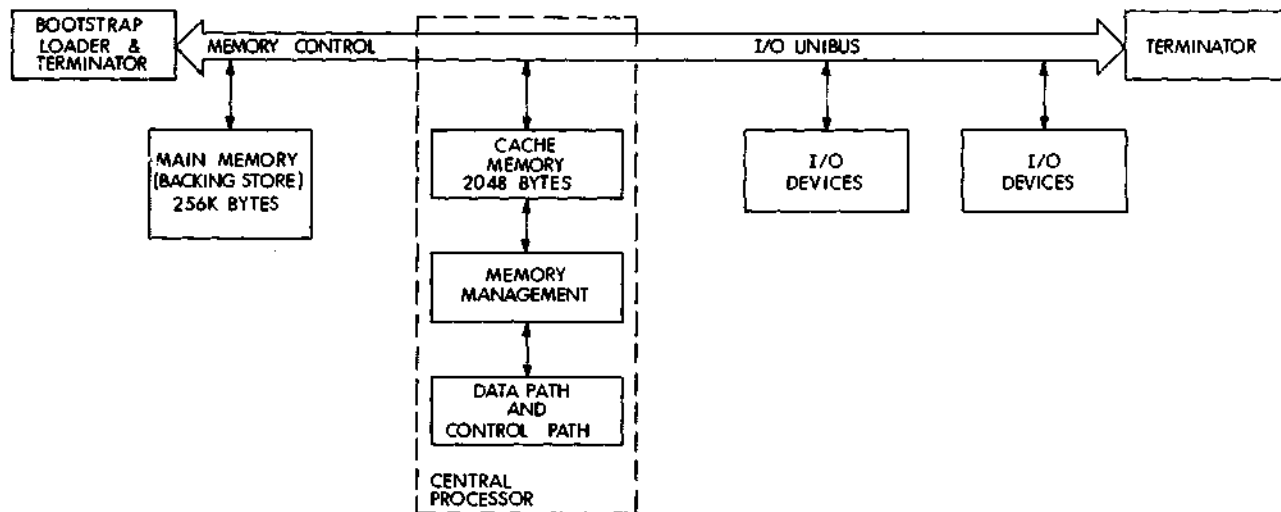 BOOTSTRAP
LOADER &
TERMINATOR
MEMORY CONTROL
I/O UNIBUS
TERMINATOR
MAIN MEMORY
(BACKING STORE)
256K BYTES
CACHE
MEMORY
2048 BYTES
I/O
DEVICES
I/O
DEVICES
MEMORY
MANAGEMENT
DATA PATH
AND
CONTROL PATH
CENTRAL
PROCESSOR